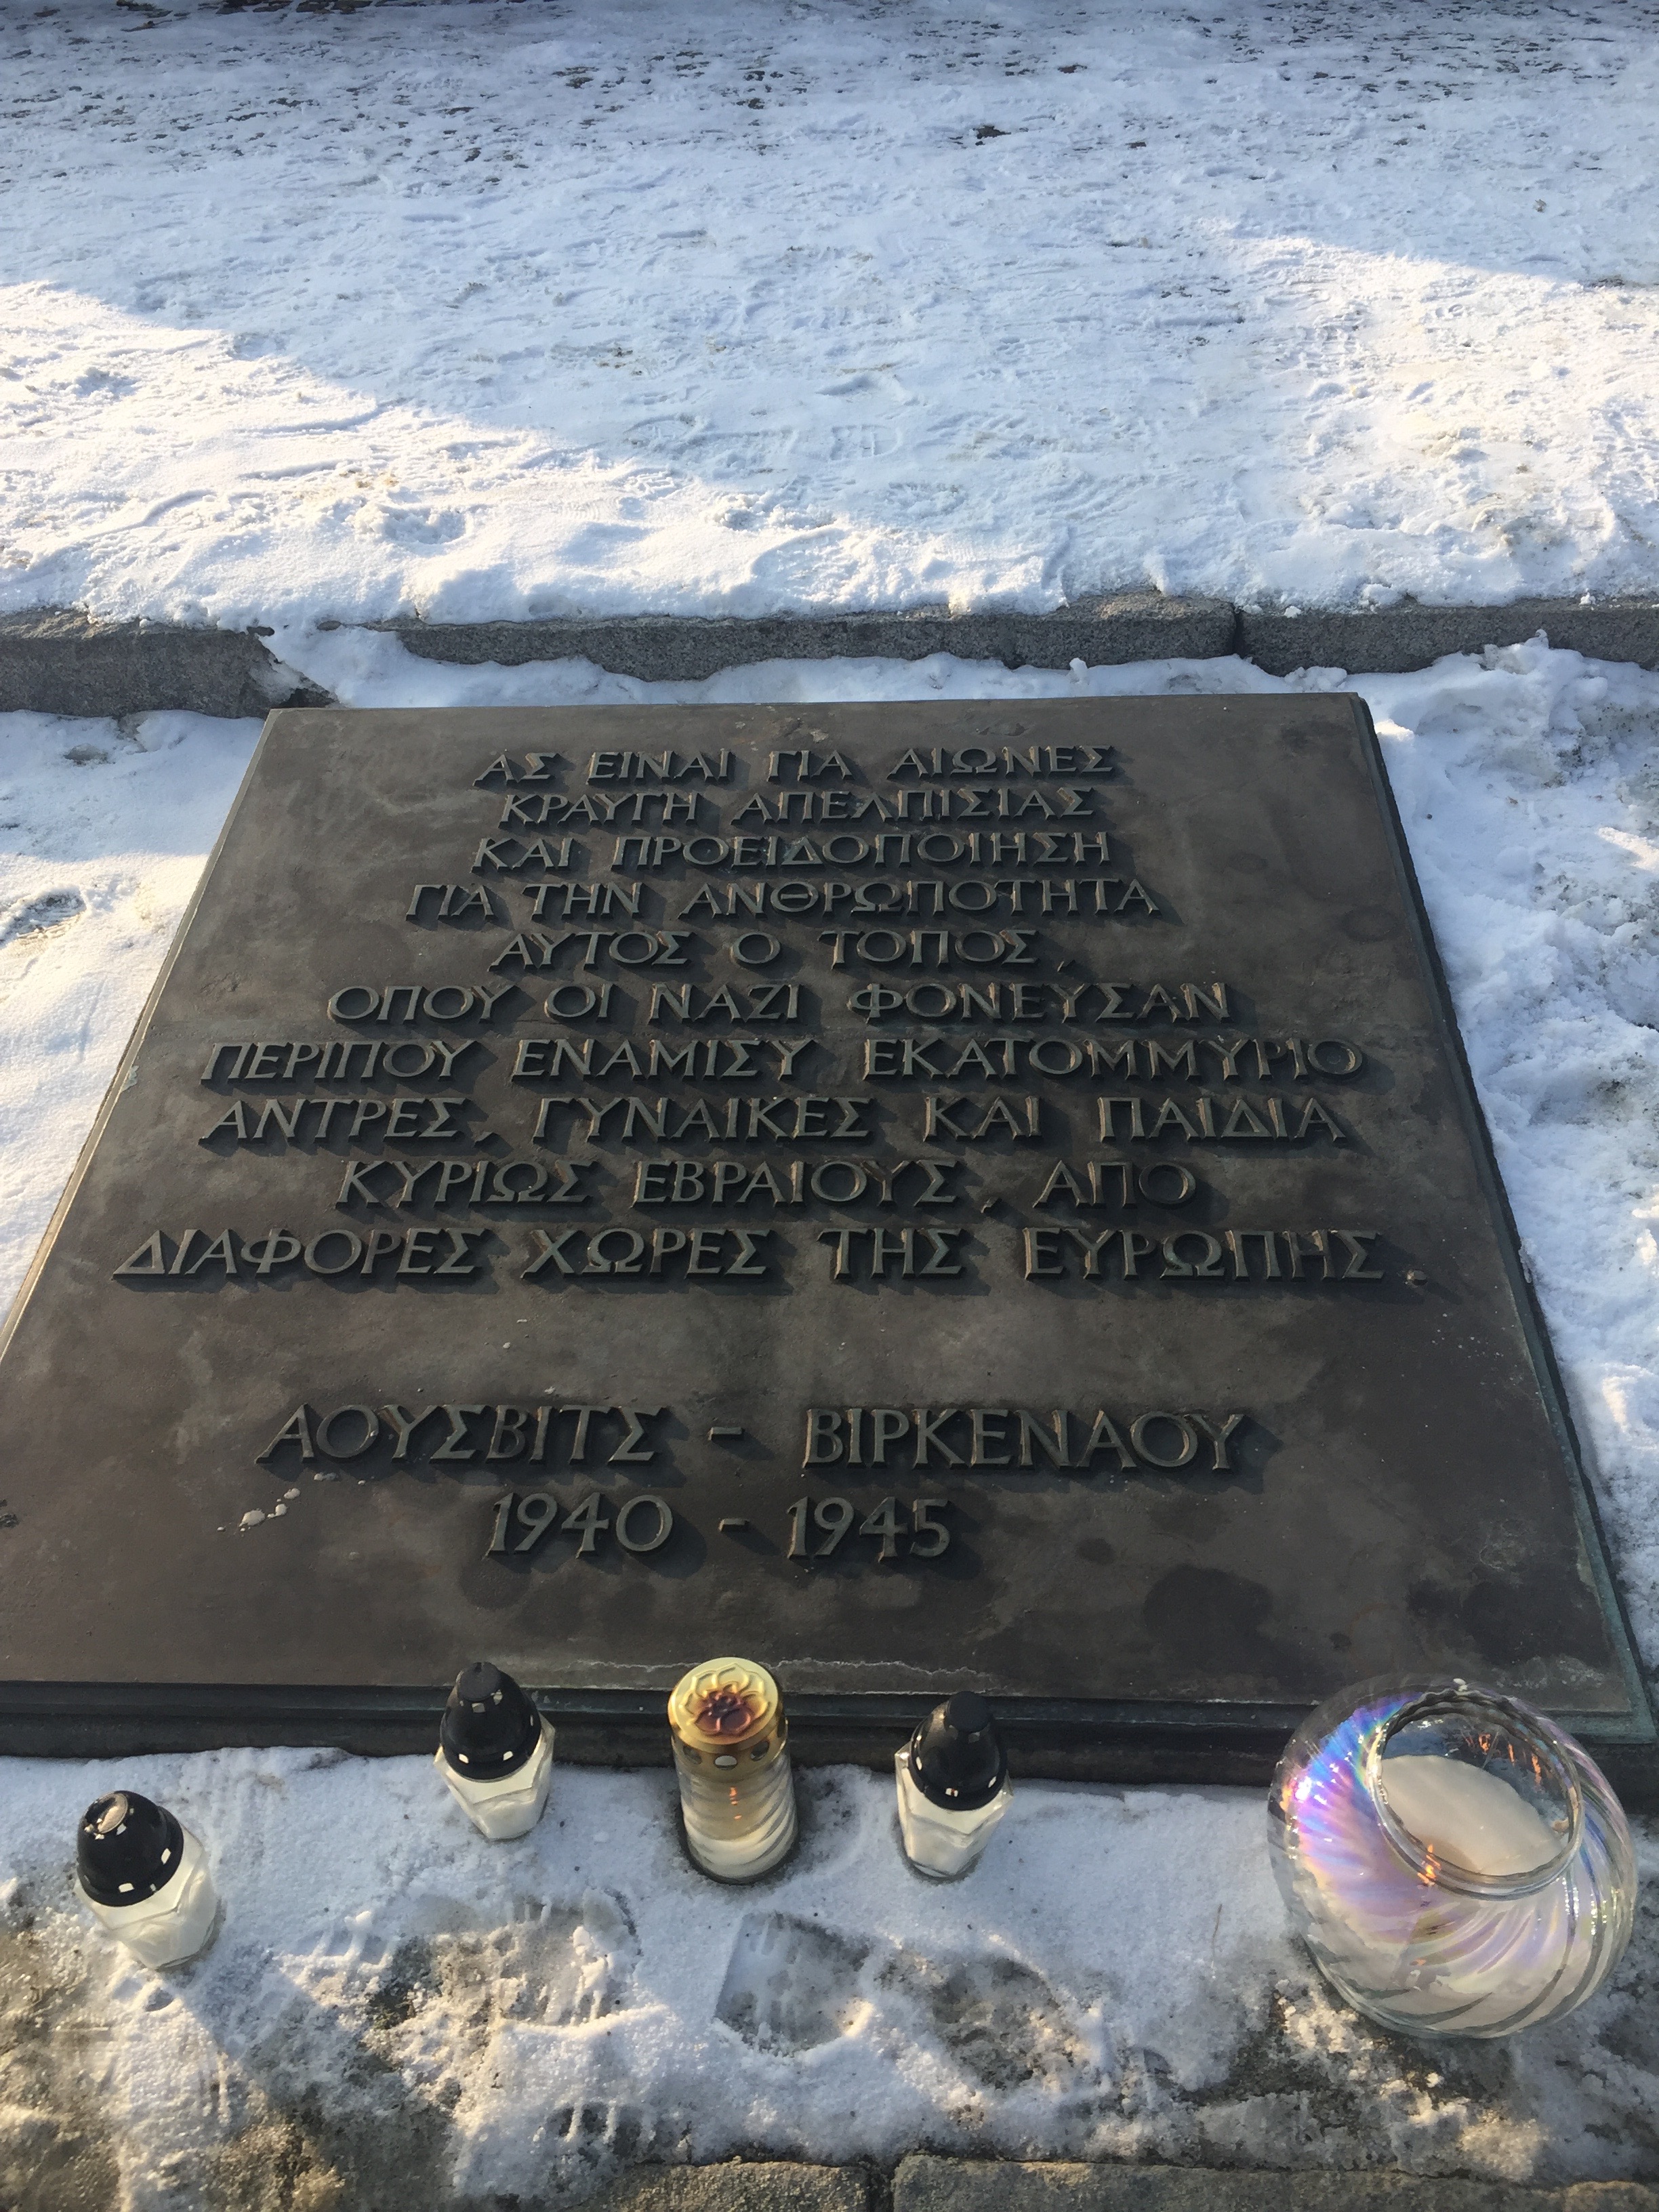 ΑΣ ΕΙΝΑΙ ΓΙΑ ΑΙΩΝΕΣ
ΚΡΑΥΓΗ ΑΠΕΛΠΙΣΙΑΣ
ΚΑΙ ΠΡΟΕΙΔΟΠΟΙΗΣΗ
ΓΙΑ ΤΗΝ ΑΝΘΡΩΠΟΤΗΤΑ
ΑΥΤΟΣ Ο ΤΟΠΟΣ,
ΟΠΟΥ ΟΙ ΝΑΖΙ ΦΟΝΕΥΣΑΝ
ΠΕΡΙΠΟΥ ΕΝΑΜΙΣΥ ΕΚΑΤΟΜΜΥΡΙΟ
ΑΝΤΡΕΣ, ΓΥΝΑΙΚΕΣ ΚΑΙ ΠΑΙΔΙΑ
ΚΥΡΙΩΣ ΕΒΡΑΙΟΥΣ, ΑΠΟ
ΔΙΑΦΟΡΕΣ ΧΩΡΕΣ ΤΗΣ ΕΥΡΩΠΗΣ.
ΑΟΥΣΒΙΤΣ - ΒΙΡΚΕΝΑΟΥ
1940 - 1945